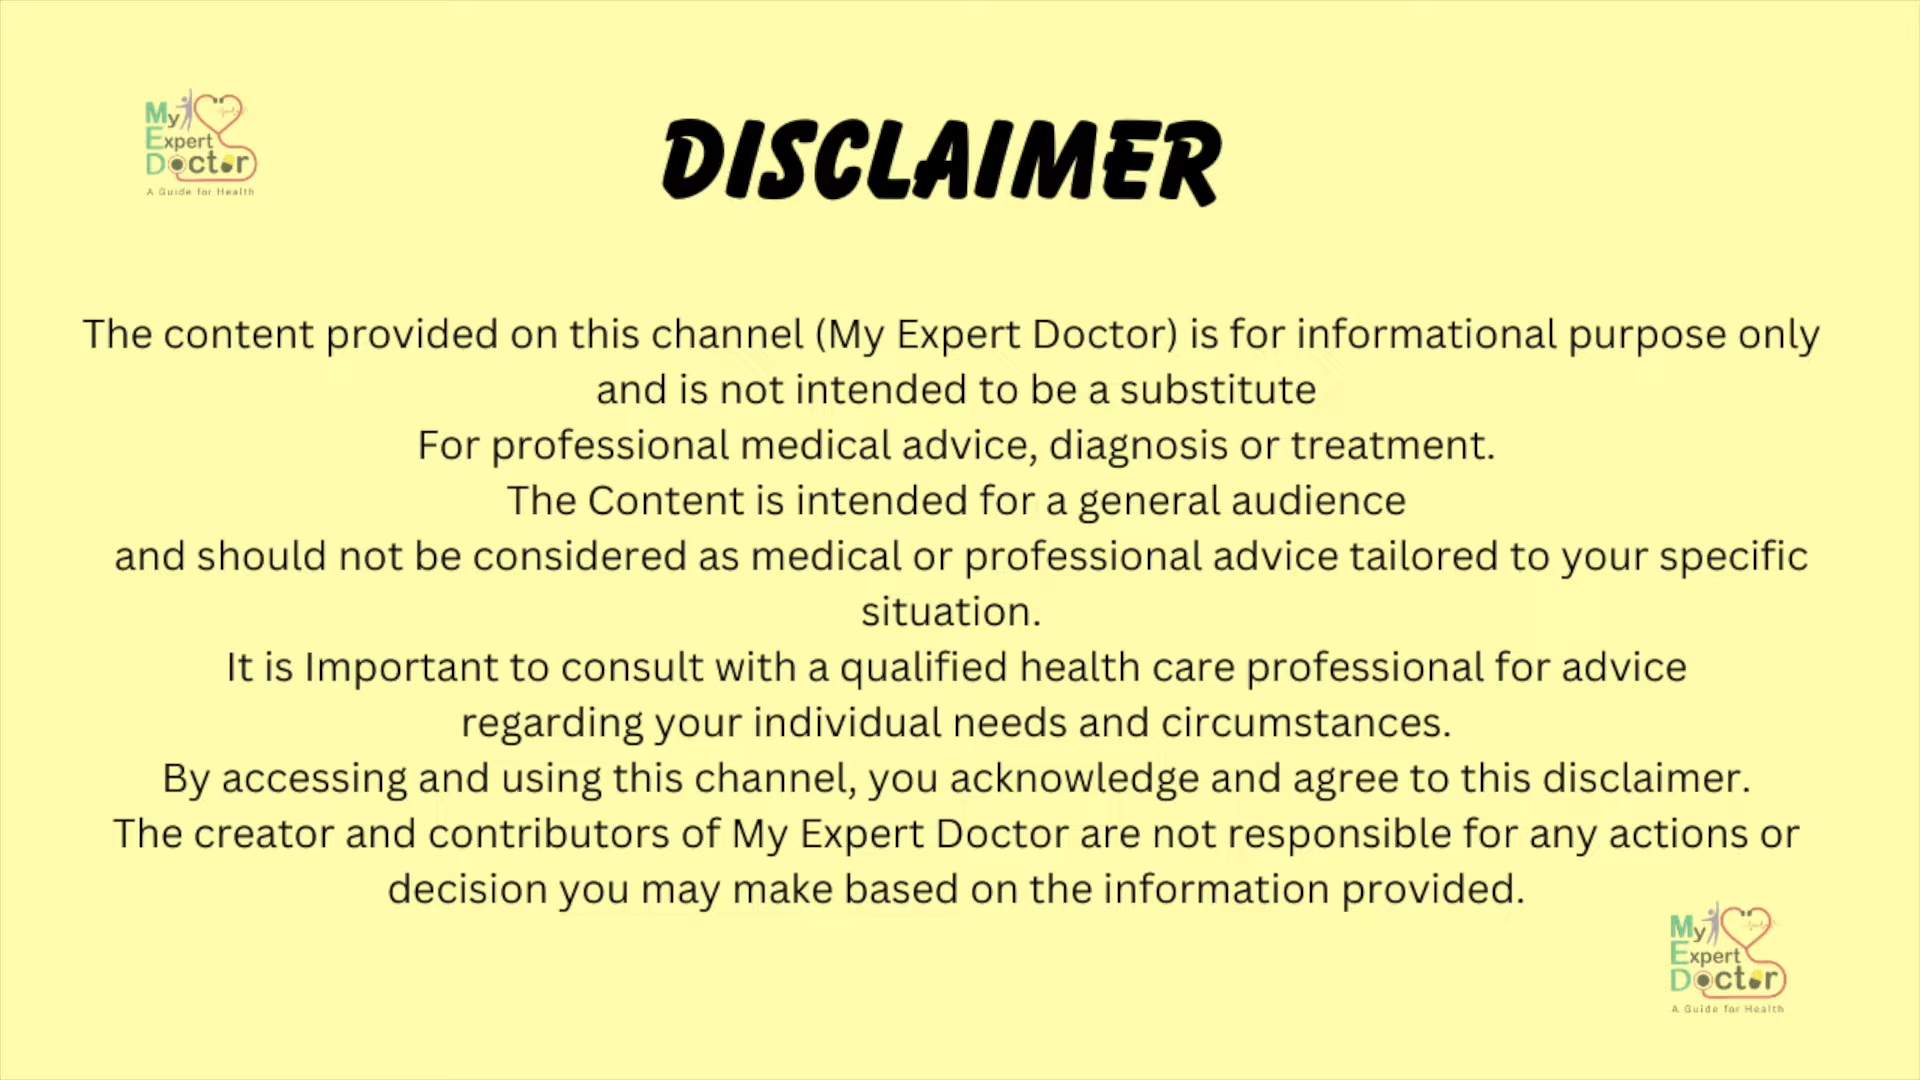 My
Expert
Doctor
A Guide for Health
DISCLAIMER
The content provided on this channel (My Expert Doctor) is for informational purpose only
and is not intended to be a substitute
For professional medical advice, diagnosis or treatment.
The Content is intended for a general audience
and should not be considered as medical or professional advice tailored to your specific
situation.
It is Important to consult with a qualified health care professional for advice
regarding your individual needs and circumstances.
By accessing and using this channel, you acknowledge and agree to this disclaimer.
The creator and contributors of My Expert Doctor are not responsible for any actions or
decision you may make based on the information provided.
My
Expert
Doctor
A Guide for Health